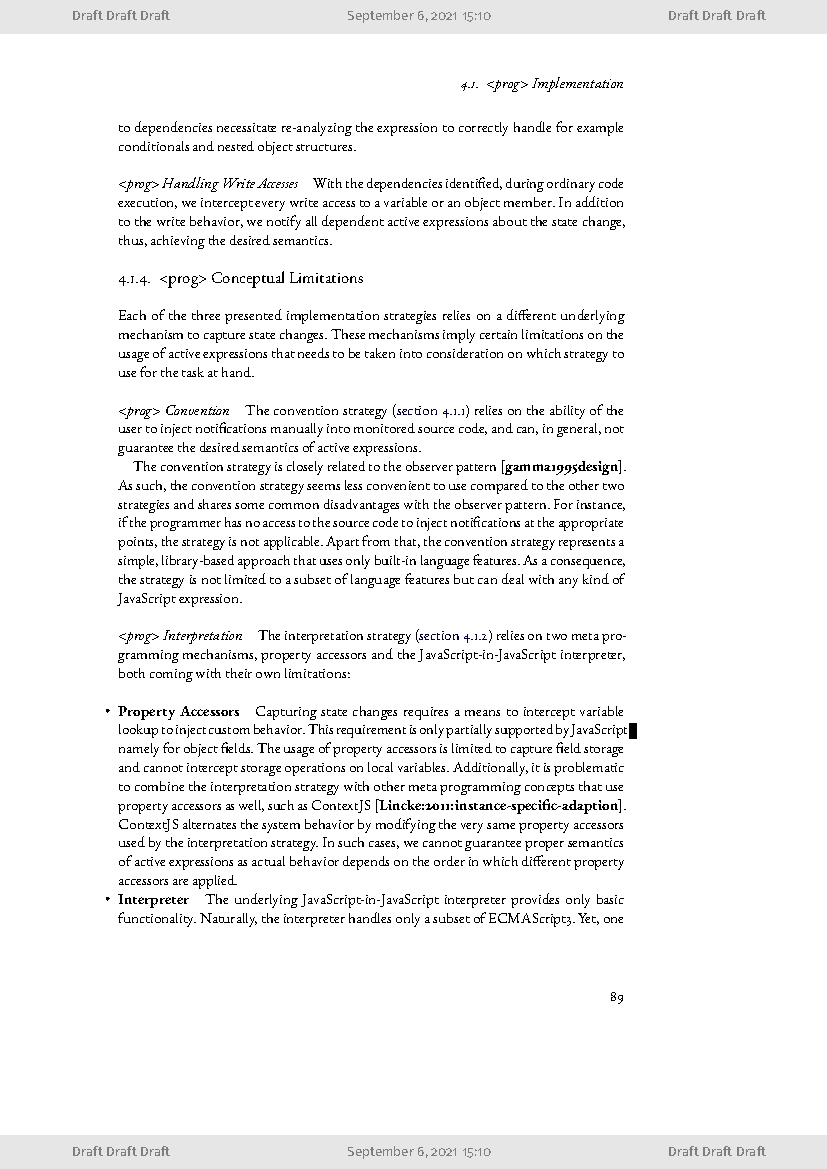 Draft Draft Draft September 6, 2021 15:10 Draft Draft Draft
4.1. <prog> Implementation
to dependencies necessitate re-analyzing the expression to correctly handle for example
conditionals and nested object structures.
<prog> Handling Write Accesses With the dependencies identified, during ordinary code
execution, we intercept every write access to a variable or an object member. In addition
to the write behavior, we notify all dependent active expressions about the state change,
thus, achieving the desired semantics.
4.1.4. <prog> Conceptual Limitations
Each of the three presented implementation strategies relies on a different underlying
mechanism to capture state changes. These mechanisms imply certain limitations on the
usage of active expressions that needs to be taken into consideration on which strategy to
use for the task at hand.
<prog> Convention The convention strategy (section 4.1.1) relies on the ability of the
user to inject notifications manually into monitored source code, and can, in general, not
guarantee the desired semantics of active expressions.
The convention strategy is closely related to the observer pattern [gamma1995design].
As such, the convention strategy seems less convenient to use compared to the other two
strategies and shares some common disadvantages with the observer pattern. For instance,
if the programmer has no access to the source code to inject notifications at the appropriate
points, the strategy is not applicable. Apart from that, the convention strategy represents a
simple, library-based approach that uses only built-in language features. As a consequence,
the strategy is not limited to a subset of language features but can deal with any kind of
JavaScript expression.
<prog> Interpretation The interpretation strategy (section 4.1.2) relies on two meta pro-
gramming mechanisms, property accessors and the JavaScript-in-JavaScript interpreter,
both coming with their own limitations:
• Property Accessors Capturing state changes requires a means to intercept variable
lookup to inject custom behavior. This requirement is only partially supported by JavaScript
namely for object fields. The usage of property accessors is limited to capture field storage
and cannot intercept storage operations on local variables. Additionally, it is problematic
to combine the interpretation strategy with other meta programming concepts that use
property accessors as well, such as ContextJS [Lincke:2011:instance-specific-adaption].
ContextJS alternates the system behavior by modifying the very same property accessors
used by the interpretation strategy. In such cases, we cannot guarantee proper semantics
of active expressions as actual behavior depends on the order in which different property
accessors are applied.
• Interpreter The underlying JavaScript-in-JavaScript interpreter provides only basic
functionality. Naturally, the interpreter handles only a subset of ECMAScript3. Yet, one
89
Draft Draft Draft September 6, 2021 15:10 Draft Draft Draft